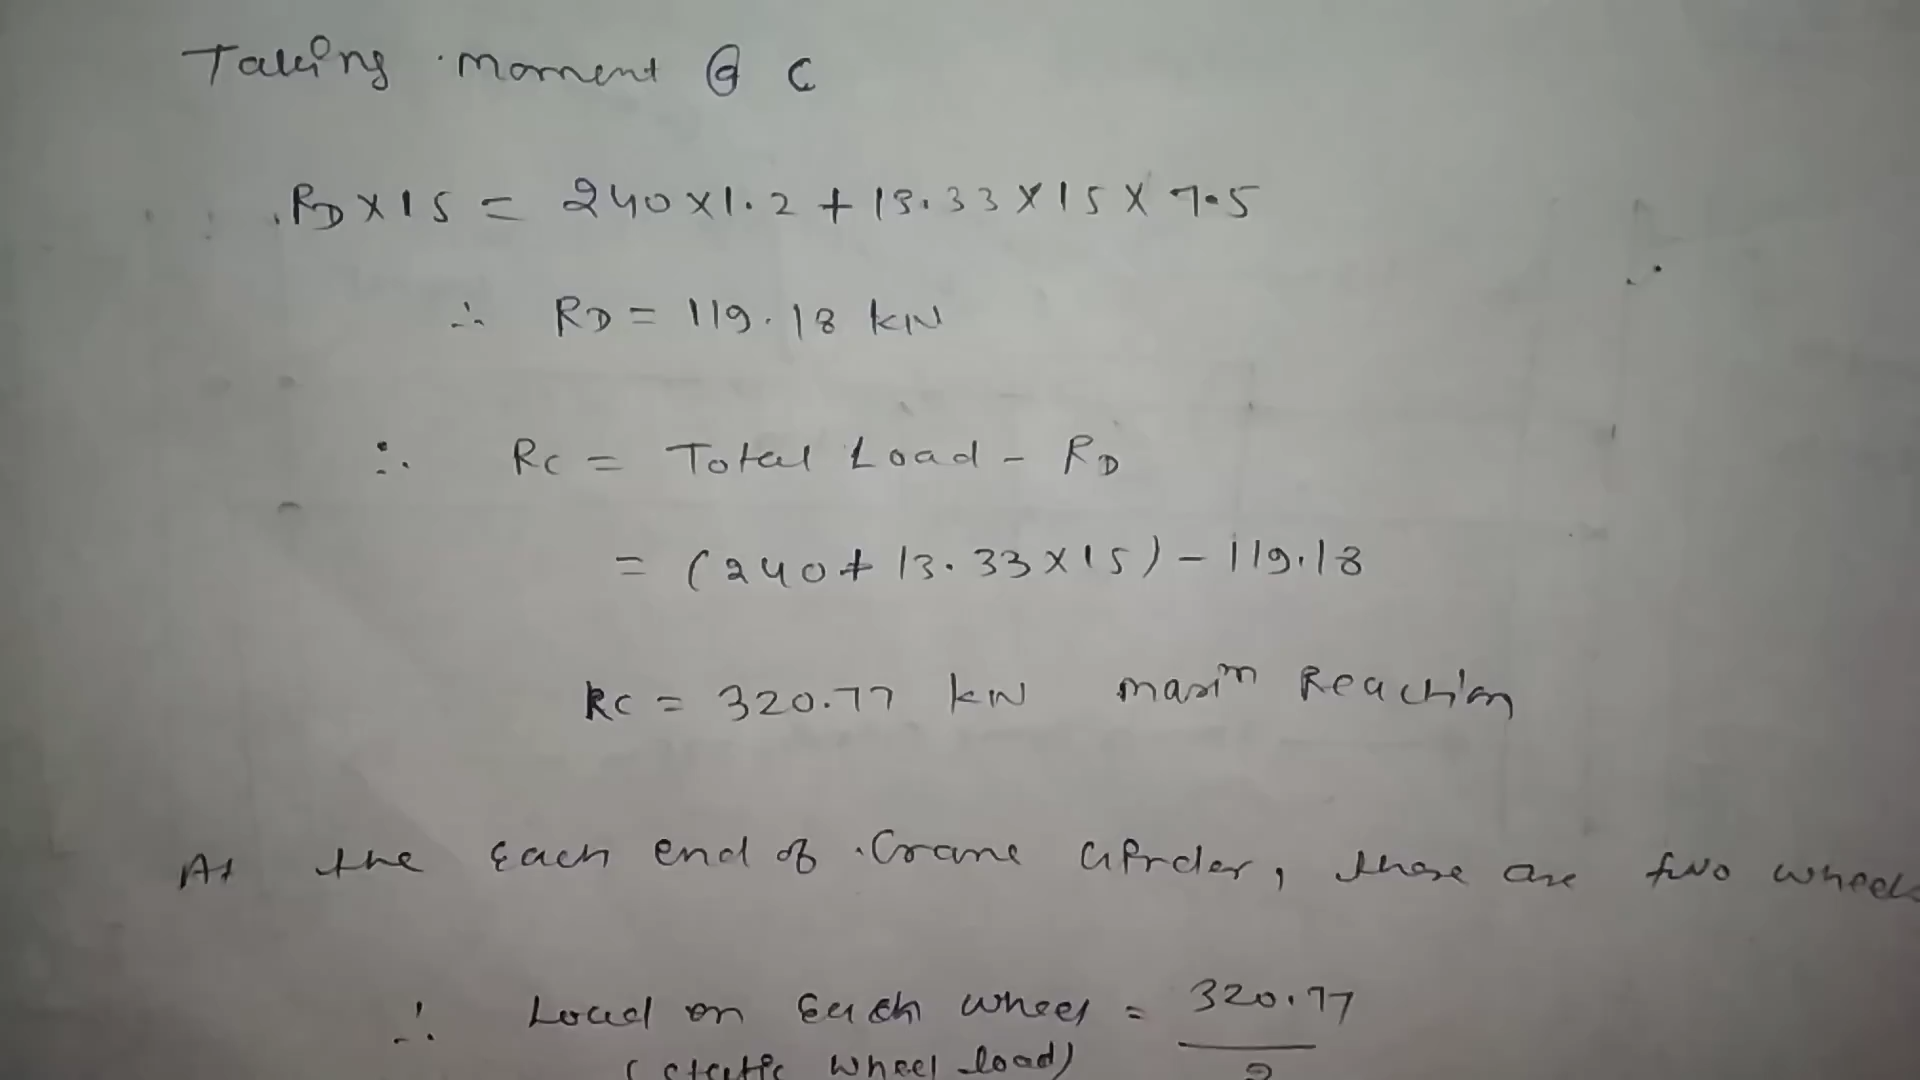 Taking moment @ C
RD × 15 = 240 × 1.2 + 13.33 × 15 × 7.5
∴ RD = 119.18 kN
∴ RC = Total Load - RD
= (240 + 13.33 × 15) - 119.18
RC = 320.77 kN maxim Reaction
At the Each end of Crane Girder, there are two wheels
∴ Load on Each wheel = 320.77
(static wheel load) 2